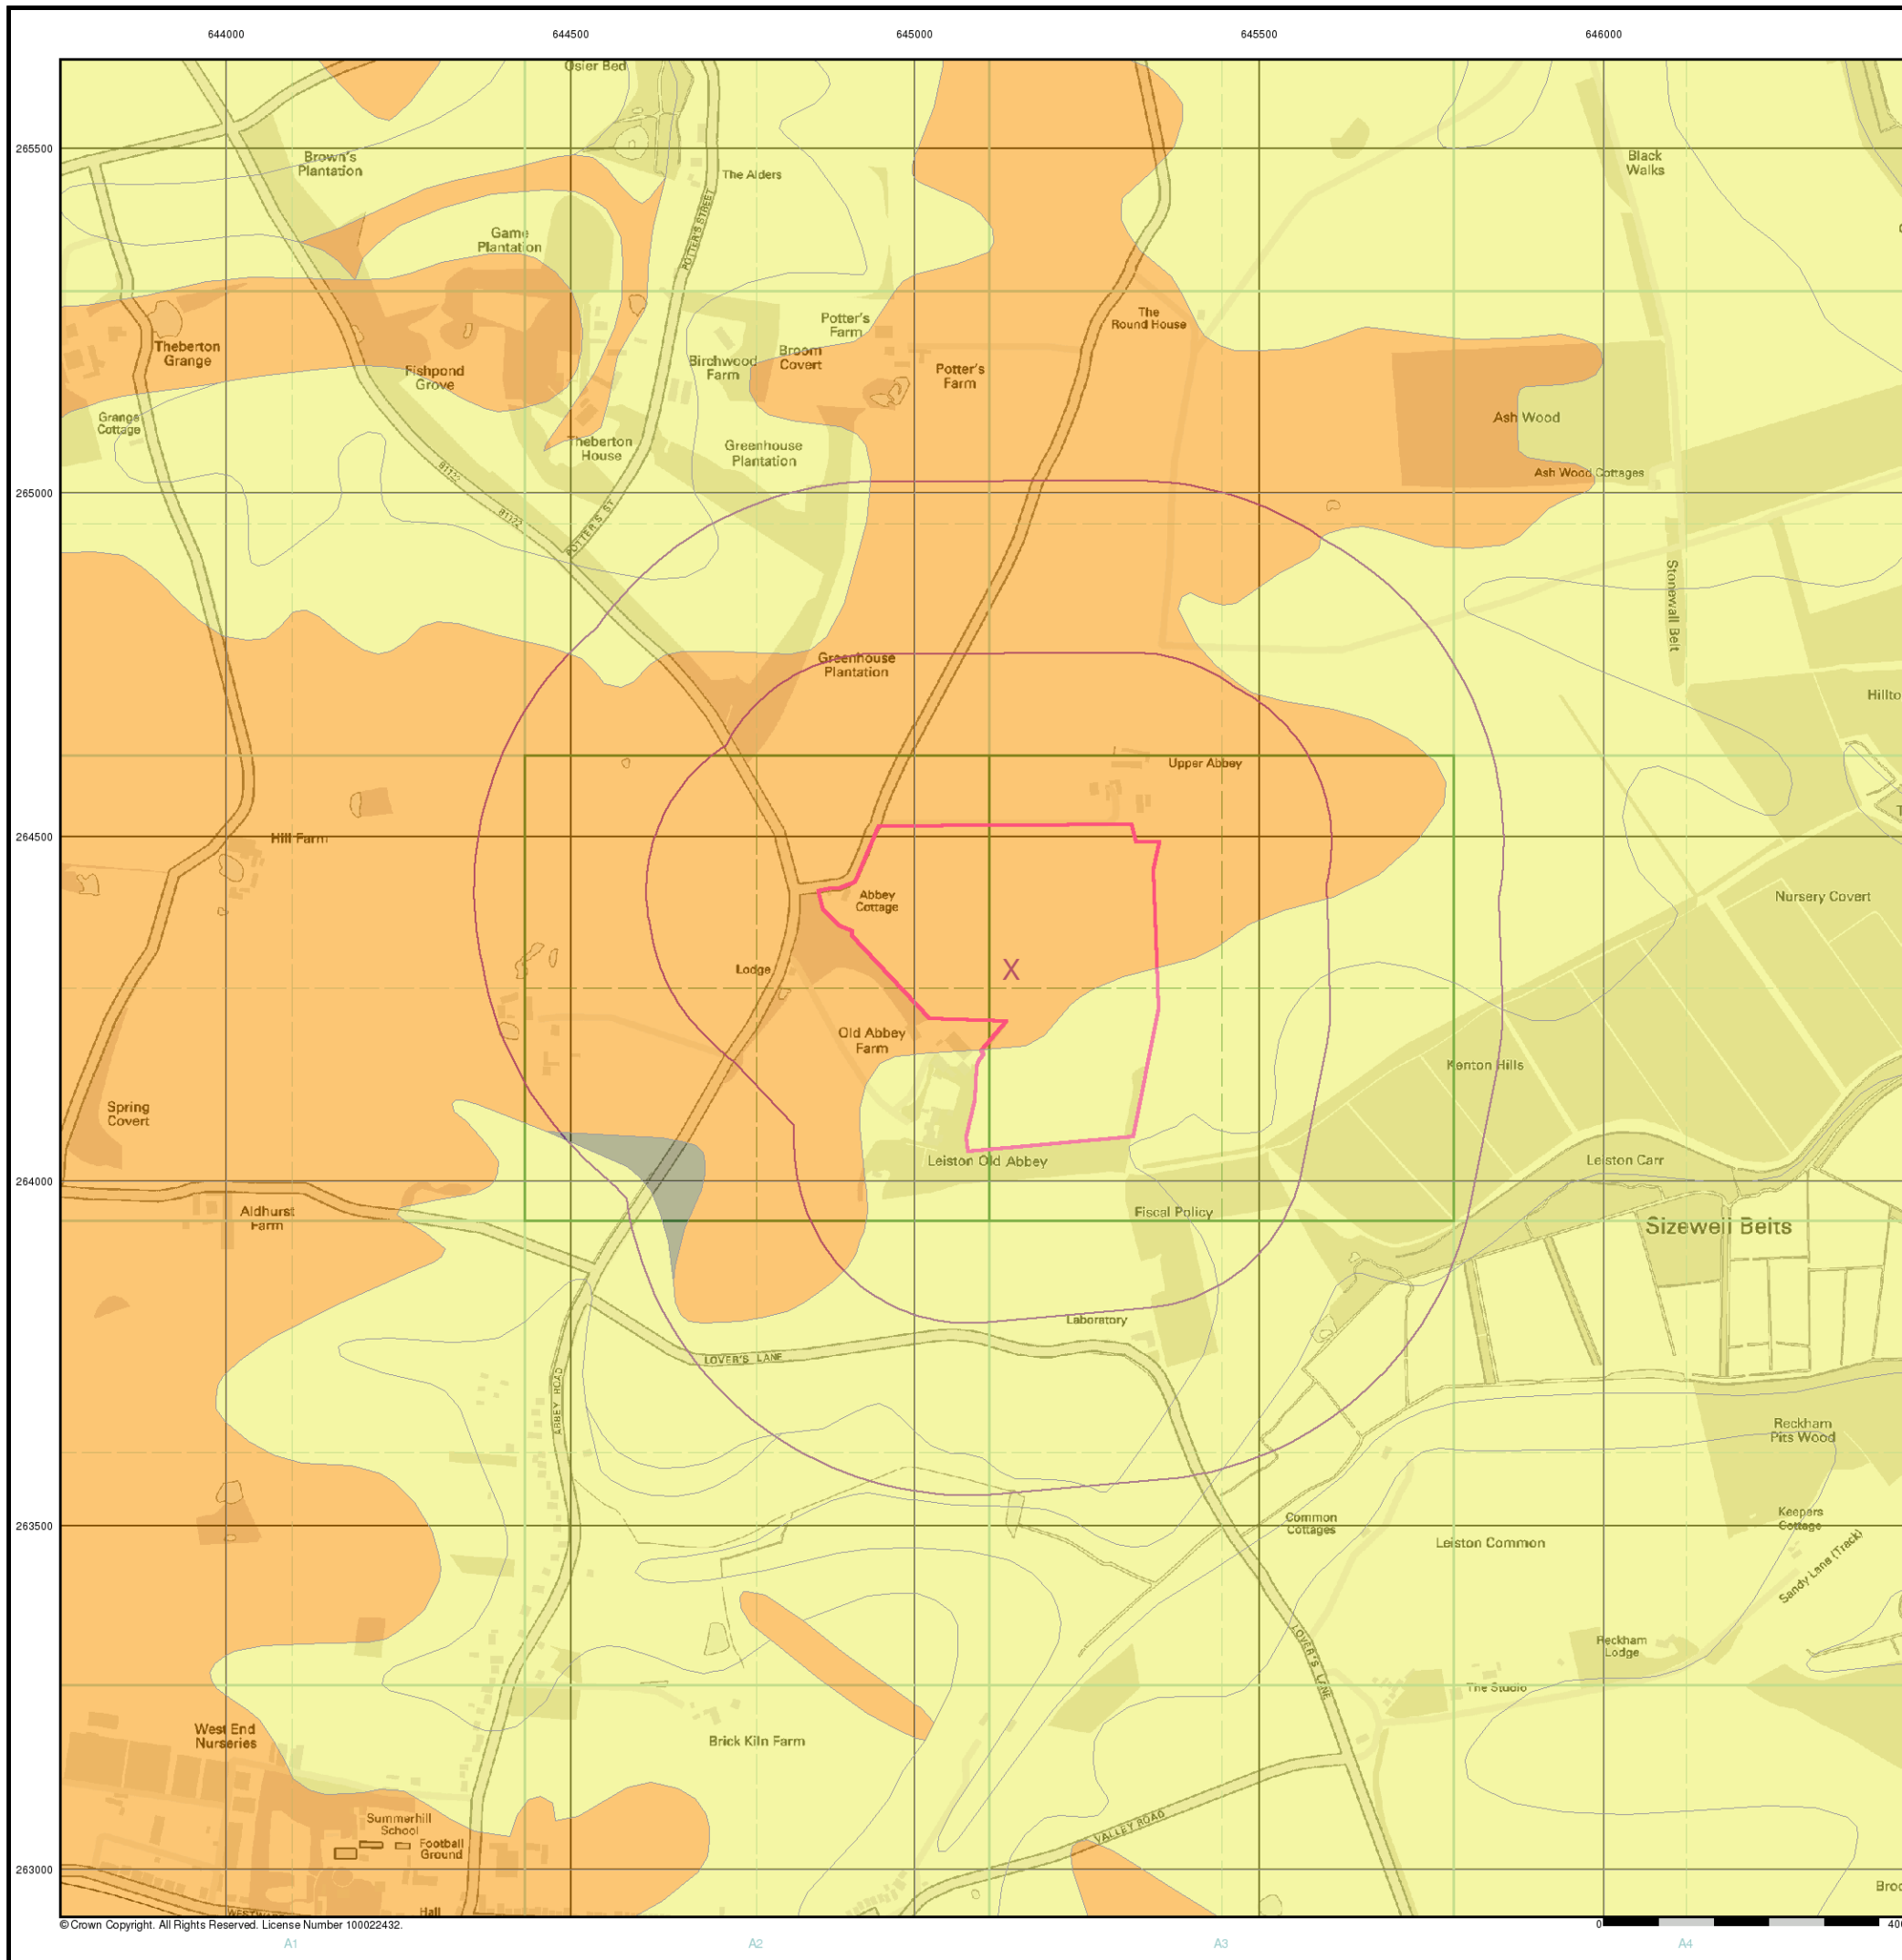 644000
644500
645000
645500
646000
Osier Bed
265500
Brown's
Plantation
The Alders
Black
Walks
POTTER'S STREET
Game
Plantation
Potter's
Farm
The
Round House
Theberton
Grange
Fishpond
Grove
Birchwood
Farm
Broom
Covert
Potter's
Farm
Grange
Cottage
Ash Wood
Theberton
House
Greenhouse
Plantation
Ash Wood Cottages
B1122
265000
B1122
POTTER'S ST
Stonewall Belt
Greenhouse
Plantation
Hillto
Upper Abbey
T
264500
Hill Farm
Abbey
Cottage
Nursery Covert
Lodge
X
Old Abbey
Farm
Kenton Hills
Spring
Covert
Leiston Old Abbey
Leiston Carr
264000
Aldhurst
Farm
Fiscal Policy
Sizewell Belts
Laboratory
LOVER'S LANE
ABBEY ROAD
Reckham
Pits Wood
263500
Common
Cottages
Keepers
Cottage
Leiston Common
Sandy Lane (Track)
Reckham
Lodge
LOVER'S LANE
The Studio
West End
Nurseries
Brick Kiln Farm
Summerhill
School
Football
Ground
VALLEY ROAD
263000
Broo
Hall
© Crown Copyright. All Rights Reserved. License Number 100022432.
0
400
A1
A2
A3
A4